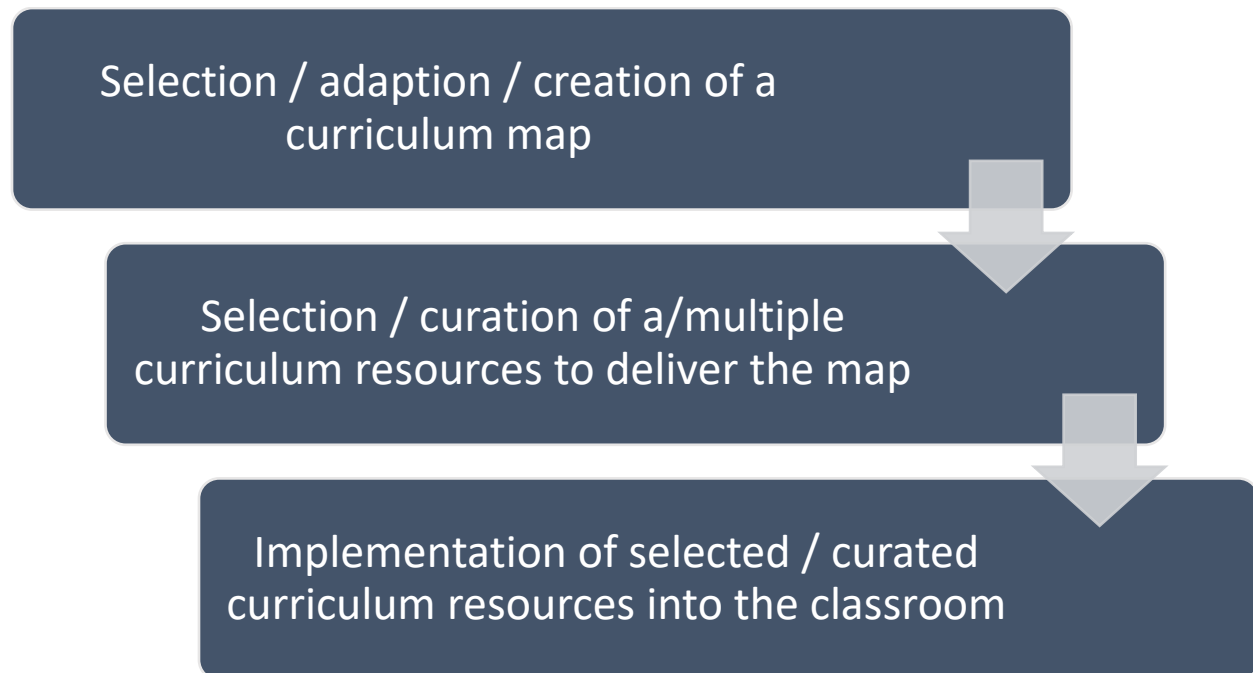 Selection / adaption / creation of a
curriculum map
Selection / curation of a/multiple
curriculum resources to deliver the map
Implementation of selected / curated
curriculum resources into the classroom